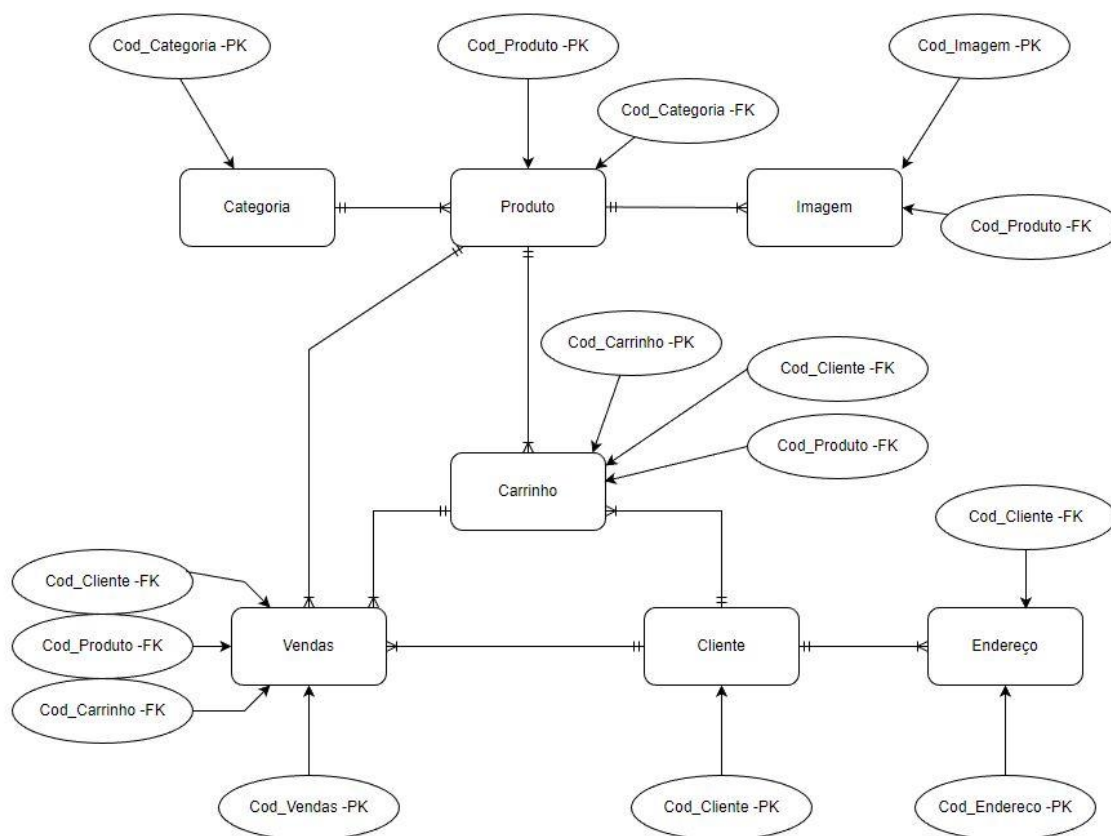 Cod_Categoria -PK
Cod_Produto -PK
Cod_Imagem -PK
Cod_Categoria -FK
Categoria
Produto
Imagem
Cod_Produto -FK
Cod_Carrinho -PK
Cod_Cliente -FK
Cod_Produto -FK
Carrinho
Cod_Cliente -FK
Cod_Cliente -FK
Cod_Produto -FK
Vendas
Cliente
Endereço
Cod_Carrinho -FK
Cod_Vendas -PK
Cod_Cliente -PK
Cod_Endereco -PK